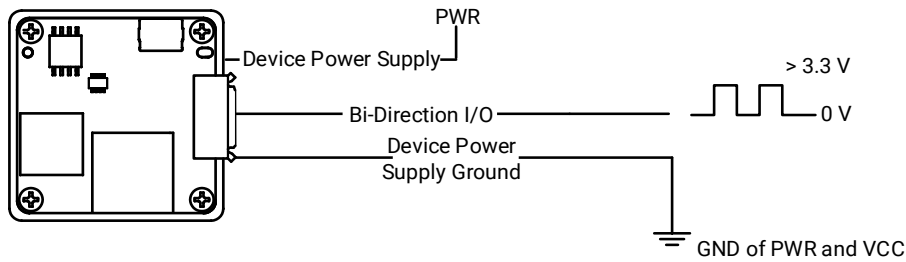 PWR
Device Power Supply
> 3.3 V
Bi-Direction I/O
0 V
Device Power
Supply Ground
GND of PWR and VCC